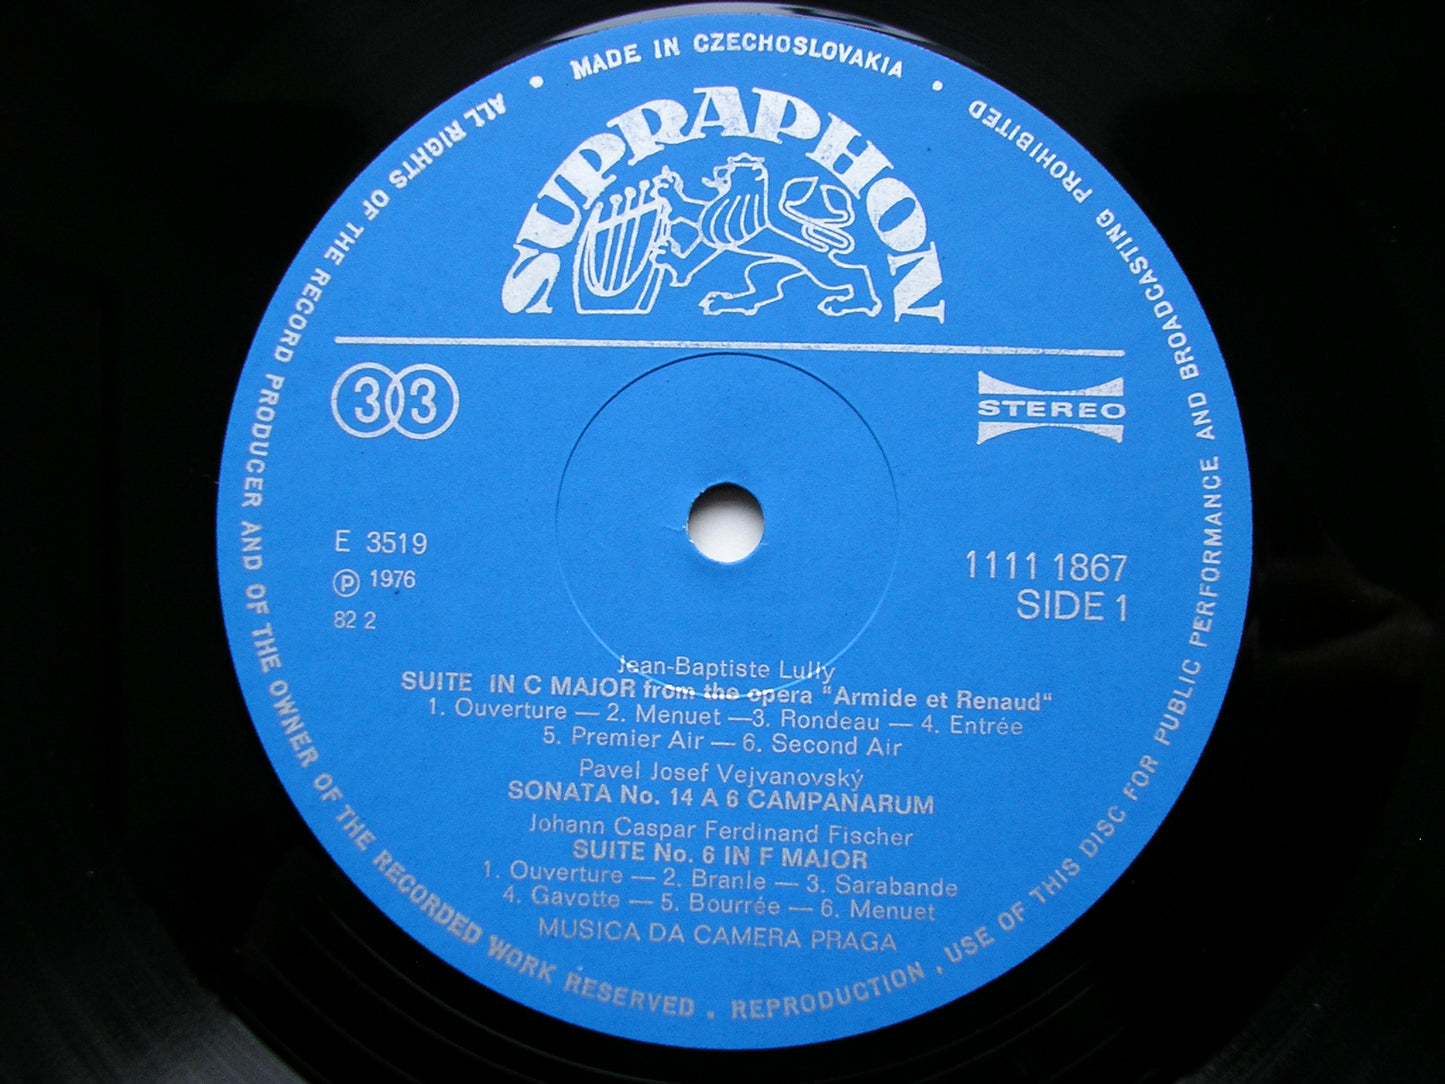 MADE IN CZECHOSLOVAKIA
SUPRAPHON
33
STEREO
E 3519
℗ 1976
82 2
1111 1867
SIDE 1
Jean-Baptiste Lully
SUITE IN C MAJOR from the opera "Armide et Renaud"
1. Ouverture — 2. Menuet —3. Rondeau — 4. Entrée
5. Premier Air — 6. Second Air
Pavel Josef Vejvanovský
SONATA No. 14 A 6 CAMPANARUM
Johann Caspar Ferdinand Fischer
SUITE No. 6 IN F MAJOR
1. Ouverture — 2. Branle — 3. Sarabande
4. Gavotte — 5. Bourrée — 6. Menuet
MUSICA DA CAMERA PRAGA
ALL RIGHTS OF THE RECORD PRODUCER AND OF THE OWNER OF THE RECORDED WORK RESERVED . REPRODUCTION , USE OF THIS DISC FOR PUBLIC PERFORMANCE AND BROADCASTING PROHIBITED